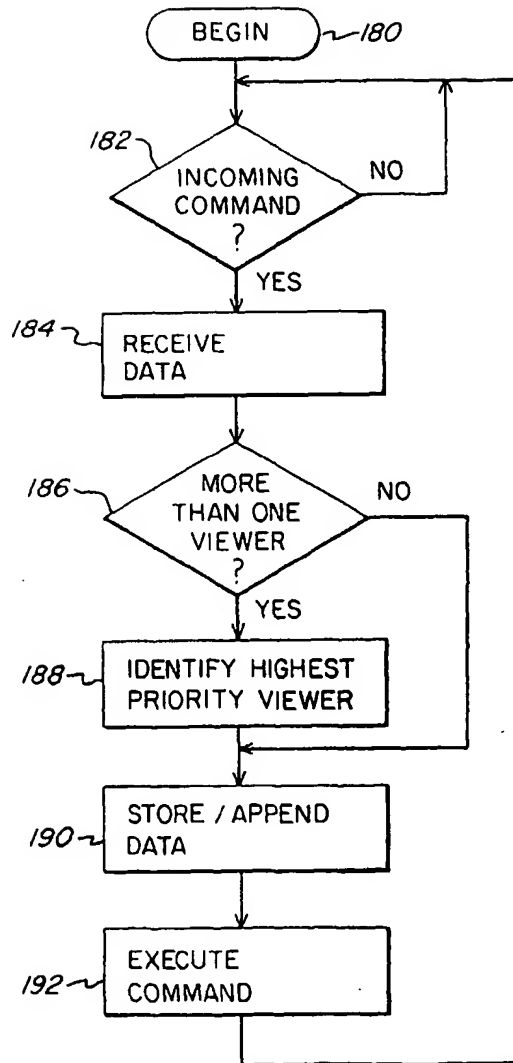 BEGIN
180
182
INCOMING
COMMAND
?
NO
YES
184
RECEIVE
DATA
186
MORE
THAN ONE
VIEWER
?
NO
YES
188
IDENTIFY HIGHEST
PRIORITY VIEWER
190
STORE / APPEND
DATA
192
EXECUTE
COMMAND